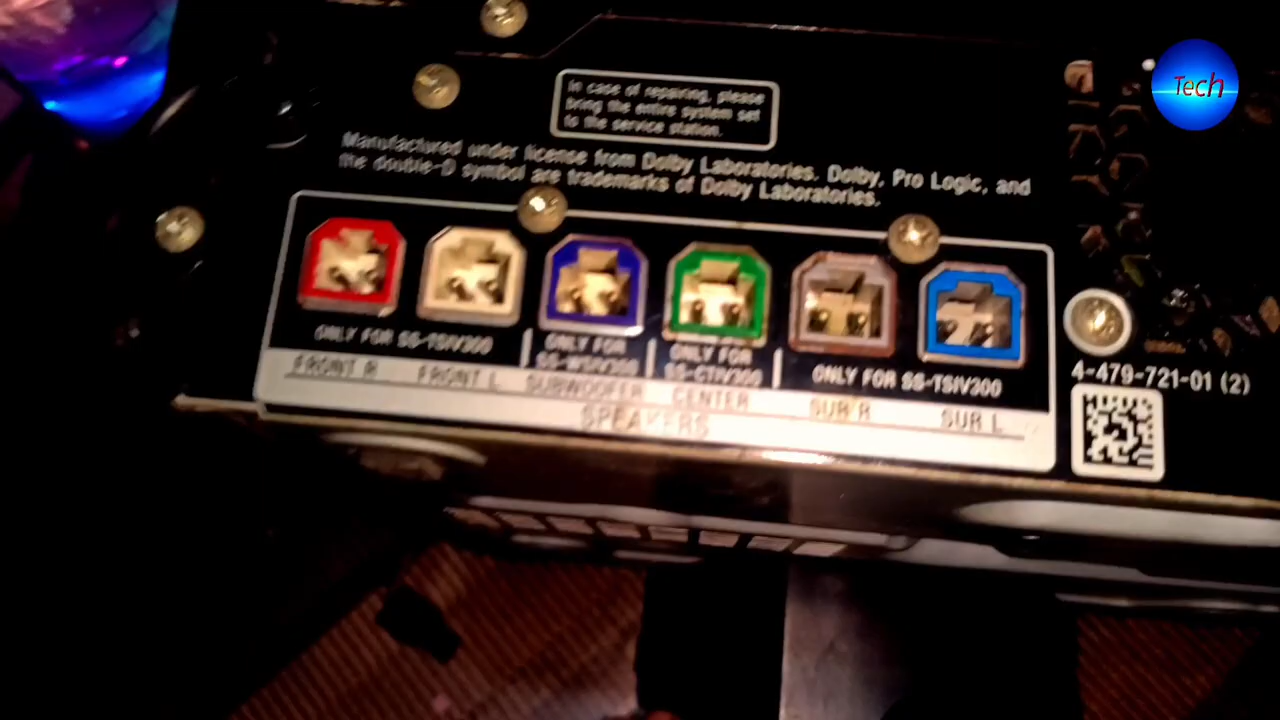 Tech
In case of repairing, please
bring the entire system set
to the service station.
Manufactured under license from Dolby Laboratories. Dolby, Pro Logic, and
the double-D symbol are trademarks of Dolby Laboratories.
ONLY FOR SS-TSIV300
ONLY FOR
SS-WSIV300
ONLY FOR
SS-CTIV300
ONLY FOR SS-TSIV300
FRONT R FRONT L SUBWOOFER CENTER SUR R SUR L
SPEAKERS
4-479-721-01 (2)